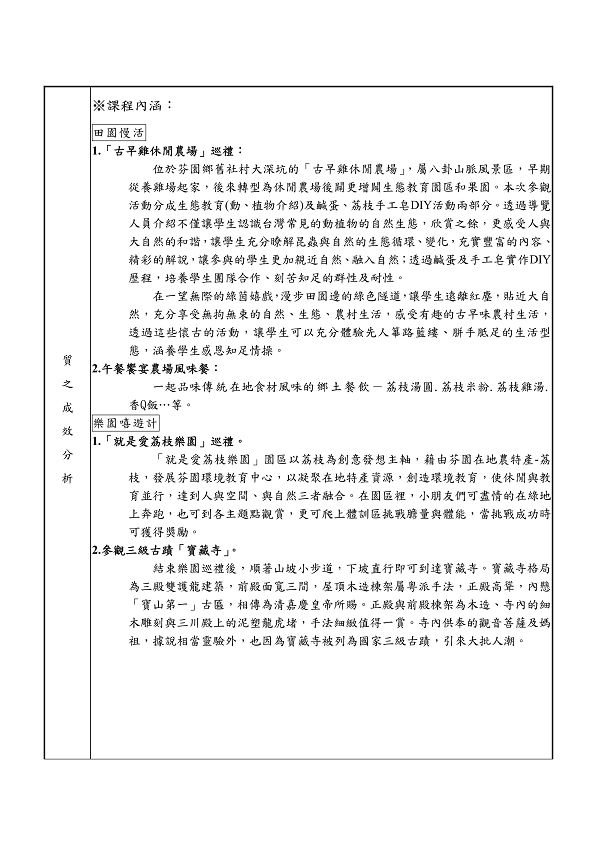 ※課程內涵：
田園慢活
1.「古早雞休閒農場」巡禮：
位於芬園鄉舊社村大深坑的「古早雞休閒農場」，屬八卦山脈風景區，早期
從養雞場起家，後來轉型為休閒農場後闢更增闢生態教育園區和果園。本次參觀
活動分成生態教育(動、植物介紹)及鹹蛋、荔枝手工皂DIY活動兩部分。透過導覽
人員介紹不僅讓學生認識台灣常見的動植物的自然生態，欣賞之餘，更感受人與
大自然的和諧，讓學生充分瞭解昆蟲與自然的生態循環、變化，充實豐富的內容、
精彩的解說，讓參與的學生更加親近自然、融入自然；透過鹹蛋及手工皂實作DIY
歷程，培養學生團隊合作、刻苦知足的群性及耐性。
在一望無際的綠茵嬉戲，漫步田園邊的綠色隧道，讓學生遠離紅塵，貼近大自
然，充分享受無拘無束的自然、生態、農村生活，感受有趣的古早味農村生活，
透過這些懷古的活動，讓學生可以充分體驗先人篳路藍縷、胼手胝足的生活型
態，涵養學生感恩知足情操。
2.午餐饗宴農場風味餐：
一起品味傳統在地食材風味的鄉土餐飲－荔枝湯圓.荔枝米粉.荔枝雞湯.
香Q飯…等。
樂園嘻遊計
1.「就是愛荔枝樂園」巡禮。
「就是愛荔枝樂園」園區以荔枝為創意發想主軸，藉由芬園在地農特產-荔
枝，發展芬園環境教育中心，以凝聚在地特產資源，創造環境教育，使休閒與教
育並行，達到人與空間、與自然三者融合。在園區裡，小朋友們可盡情的在綠地
上奔跑，也可到各主題點觀賞，更可爬上體訓區挑戰膽量與體能，當挑戰成功時
可獲得獎勵。
2.參觀三級古蹟「寶藏寺」。
結束樂園巡禮後，順著山坡小步道，下坡直行即可到達寶藏寺。寶藏寺格局
為三殿雙護龍建築，前殿面寬三間，屋頂木造棟架屬粵派手法，正殿高聳，內懸
「寶山第一」古匾，相傳為清嘉慶皇帝所賜。正殿與前殿棟架為木造、寺內的細
木雕刻與三川殿上的泥塑龍虎堵，手法細緻值得一賞。寺內供奉的觀音菩薩及媽
祖，據說相當靈驗外，也因為寶藏寺被列為國家三級古蹟，引來大批人潮。
質
之
成
效
分
析